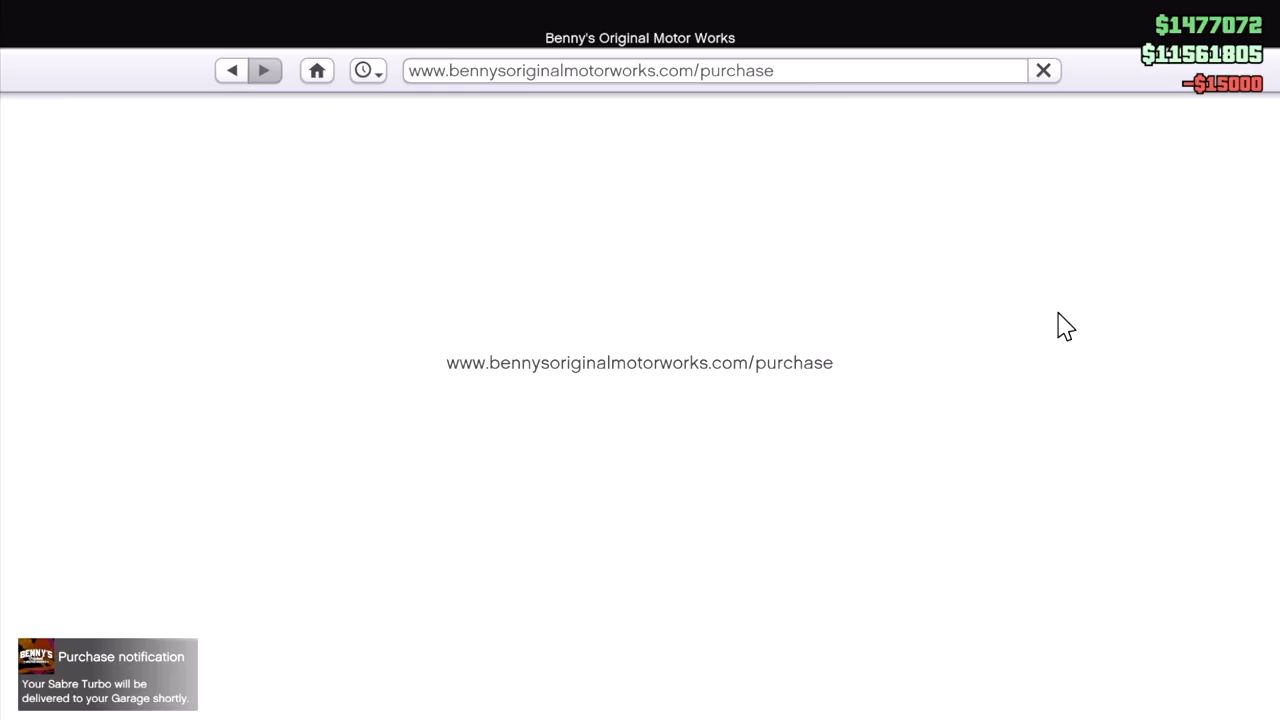 Benny's Original Motor Works
$1477072
$11561805
-$15000
www.bennysoriginalmotorworks.com/purchase
www.bennysoriginalmotorworks.com/purchase
BENNY'S
Purchase notification
Your Sabre Turbo will be
delivered to your Garage shortly.